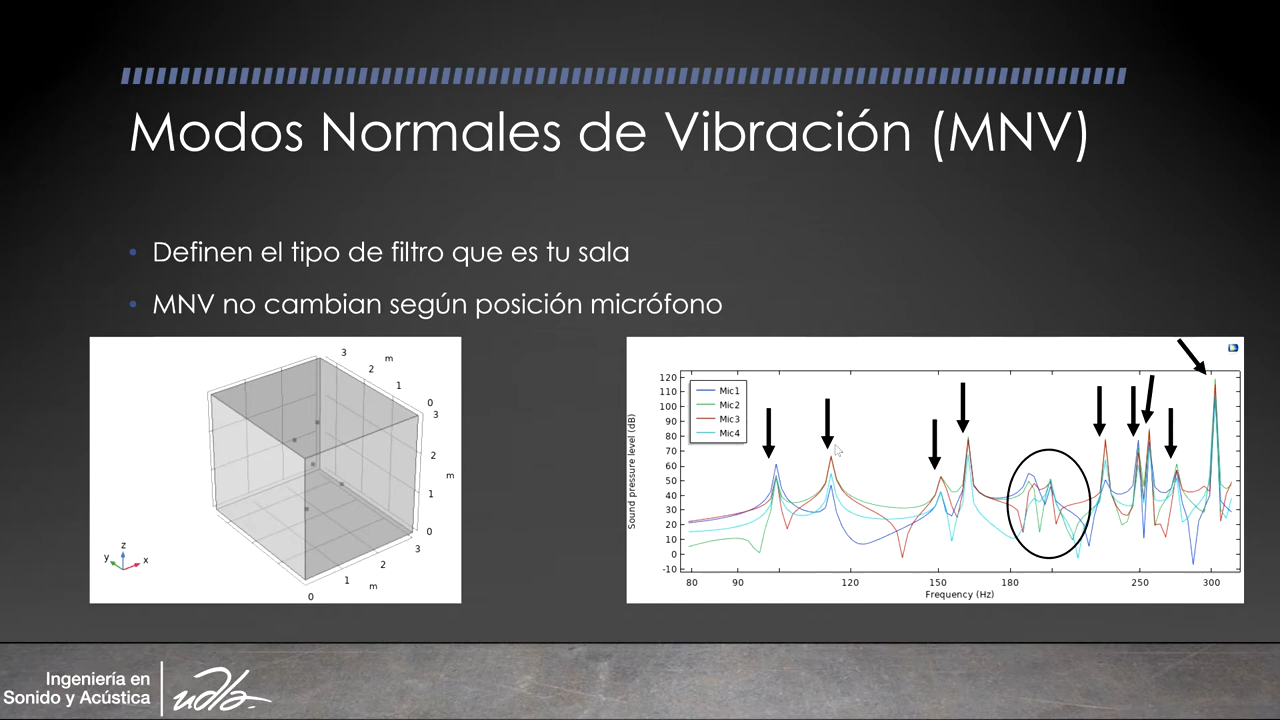 Modos Normales de Vibración (MNV)
• Definen el tipo de filtro que es tu sala
• MNV no cambian según posición micrófono
3
m
2
1
0
3
2
m
1
0
3
2
m
1
0
z
y
x
120
110
100
90
80
70
60
50
40
30
20
10
0
-10
Sound pressure level (dB)
Mic1
Mic2
Mic3
Mic4
80 90 120 150 180 250 300
Frequency (Hz)
Ingeniería en
Sonido y Acústica
udla